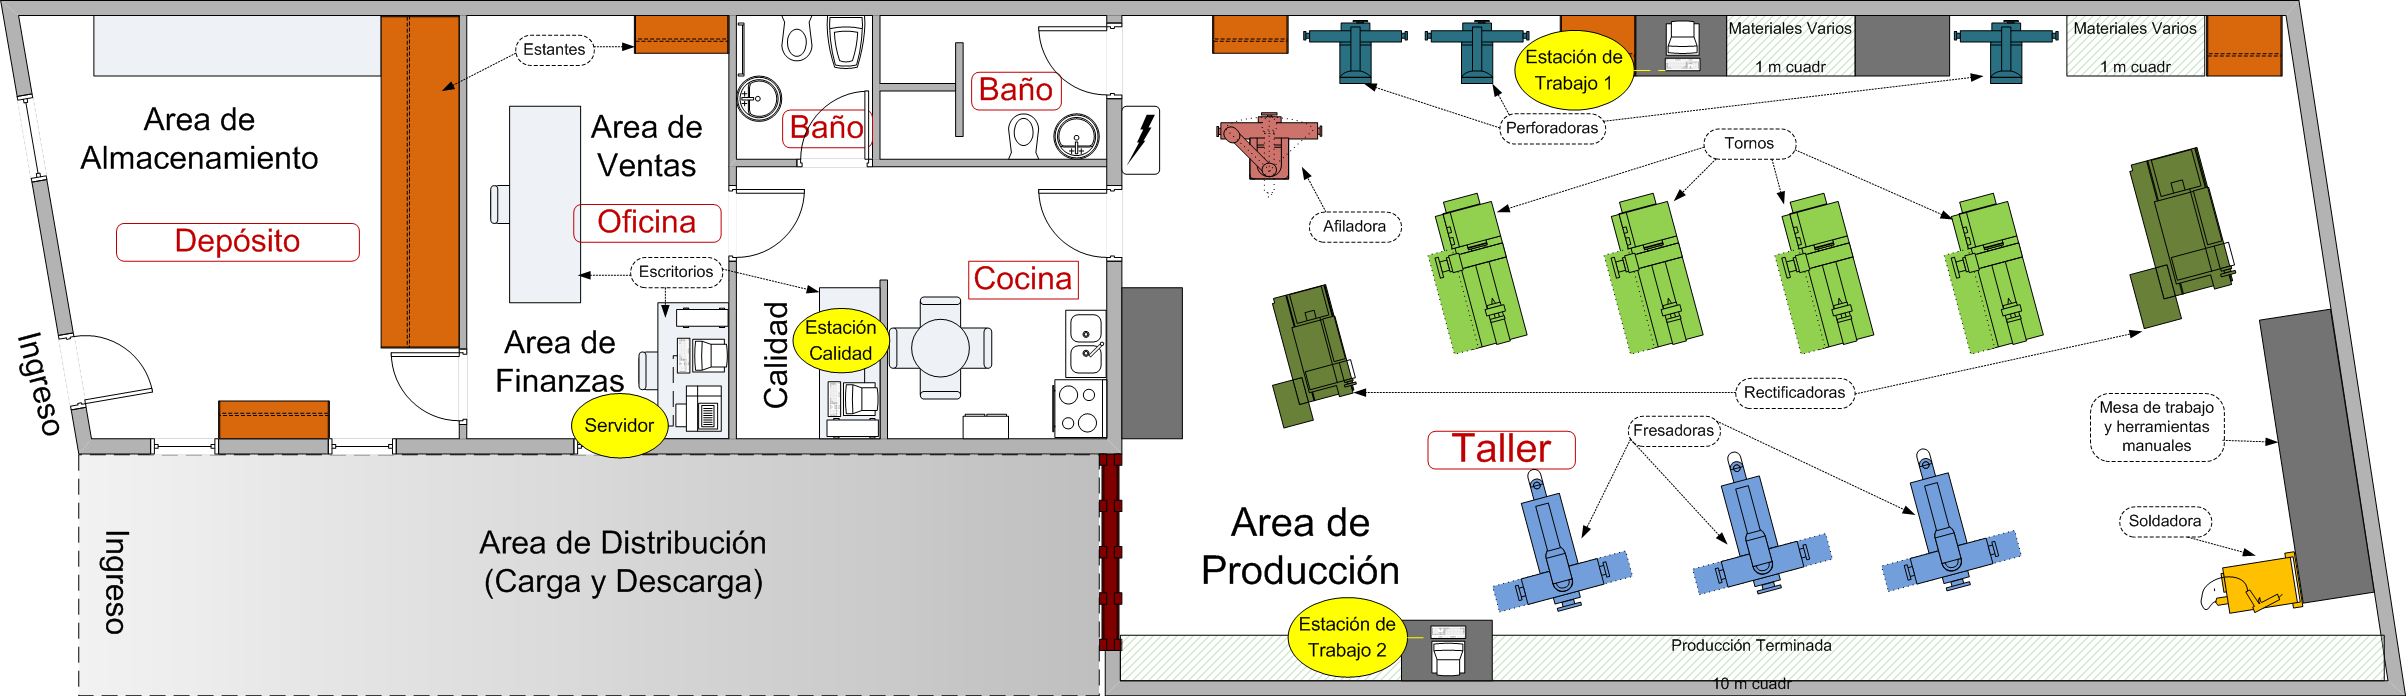 Area de
Almacenamiento
Depósito
Ingreso
Estantes
Area de
Ventas
Oficina
Escritorios
Area de
Finanzas
Servidor
Baño
Baño
Cocina
Calidad
Estación
Calidad
Ingreso
Area de Distribución
(Carga y Descarga)
Estación de
Trabajo 1
Materiales Varios
1 m cuadr
Materiales Varios
1 m cuadr
Perforadoras
Tornos
Afiladora
Rectificadoras
Fresadoras
Taller
Mesa de trabajo
y herramientas
manuales
Soldadora
Area de
Producción
Estación de
Trabajo 2
Producción Terminada
10 m cuadr